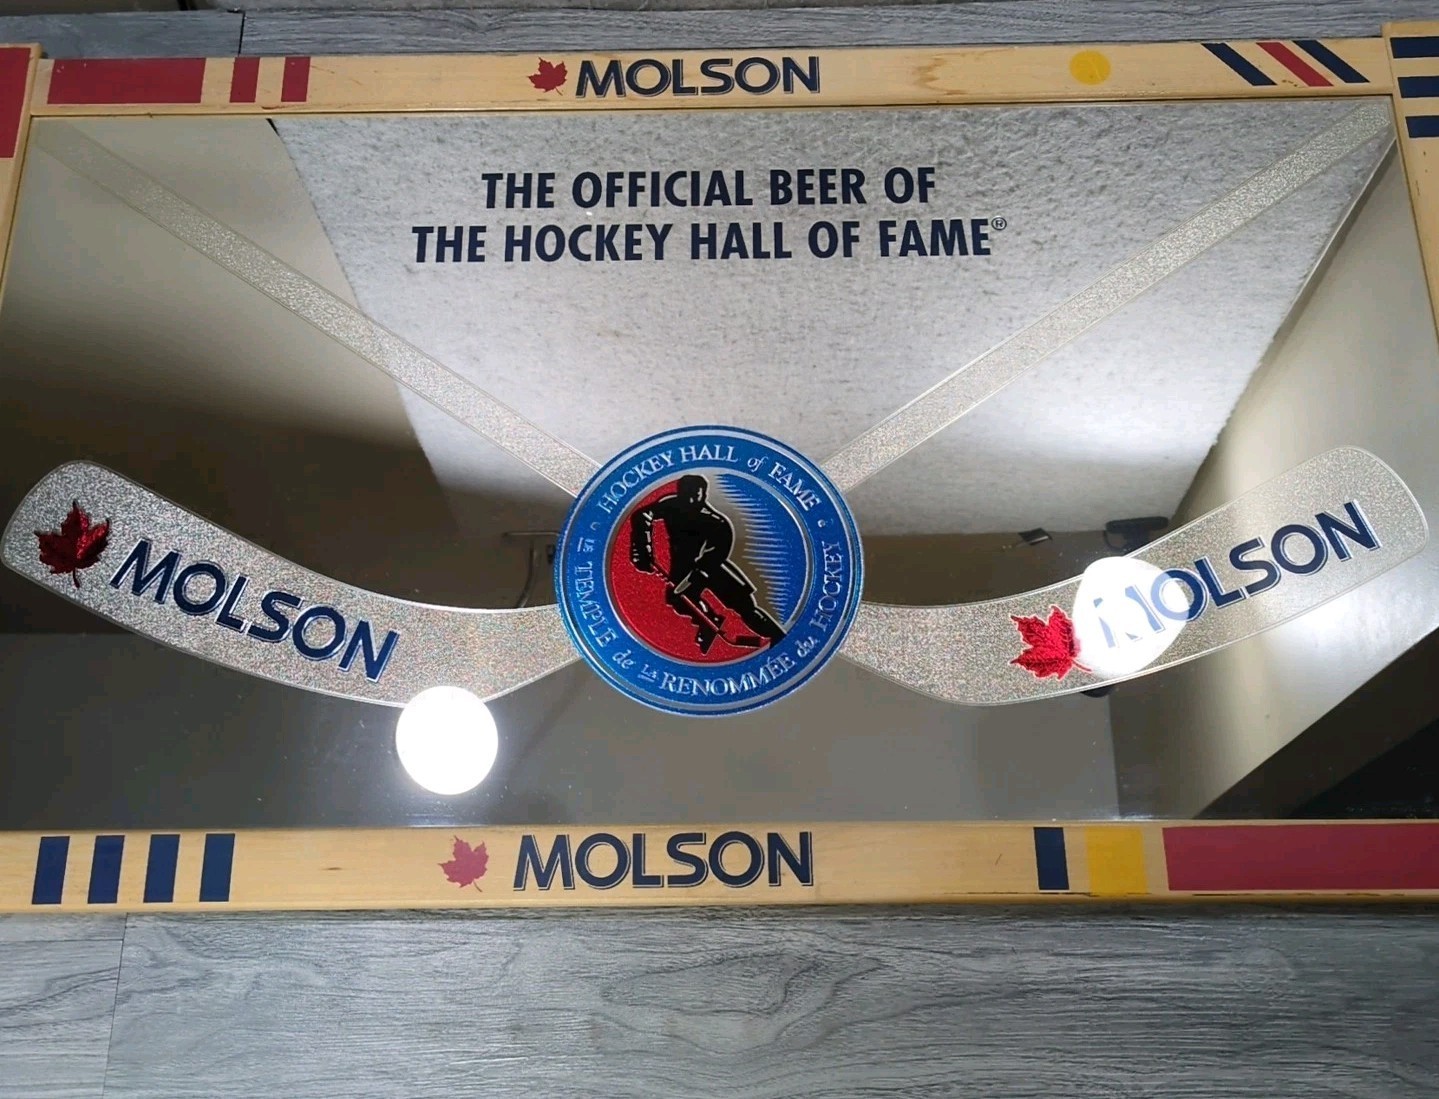 MOLSON
THE OFFICIAL BEER OF
THE HOCKEY HALL OF FAME®
HOCKEY HALL of FAME & LE TEMPLE de LA RENOMMÉE du HOCKEY
MOLSON
MOLSON
MOLSON